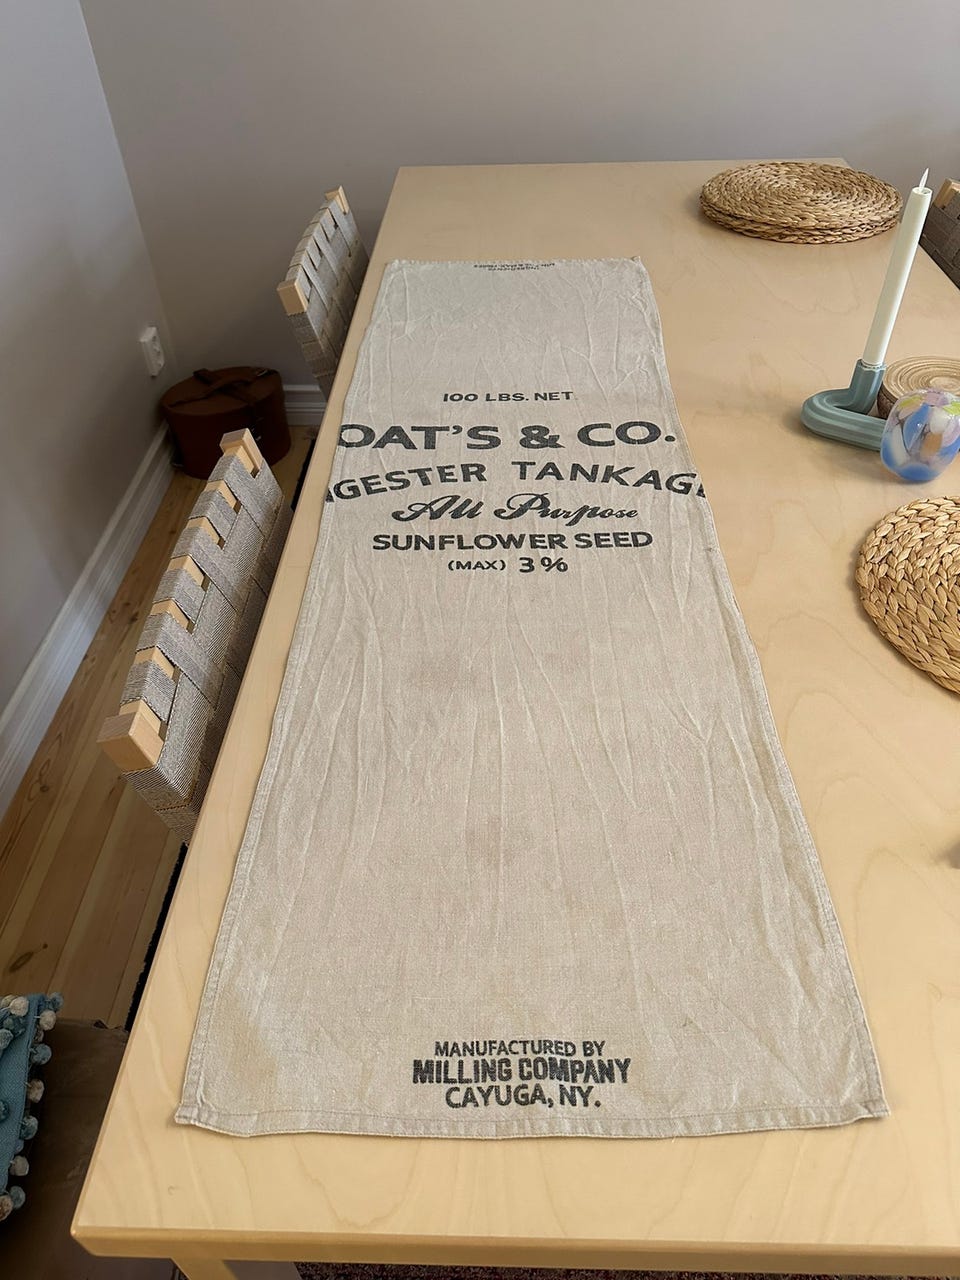 100 LBS. NET
OAT'S & CO.
GESTER TANKAG
All Purpose
SUNFLOWER SEED
(MAX) 3%
MANUFACTURED BY
MILLING COMPANY
CAYUGA, NY.